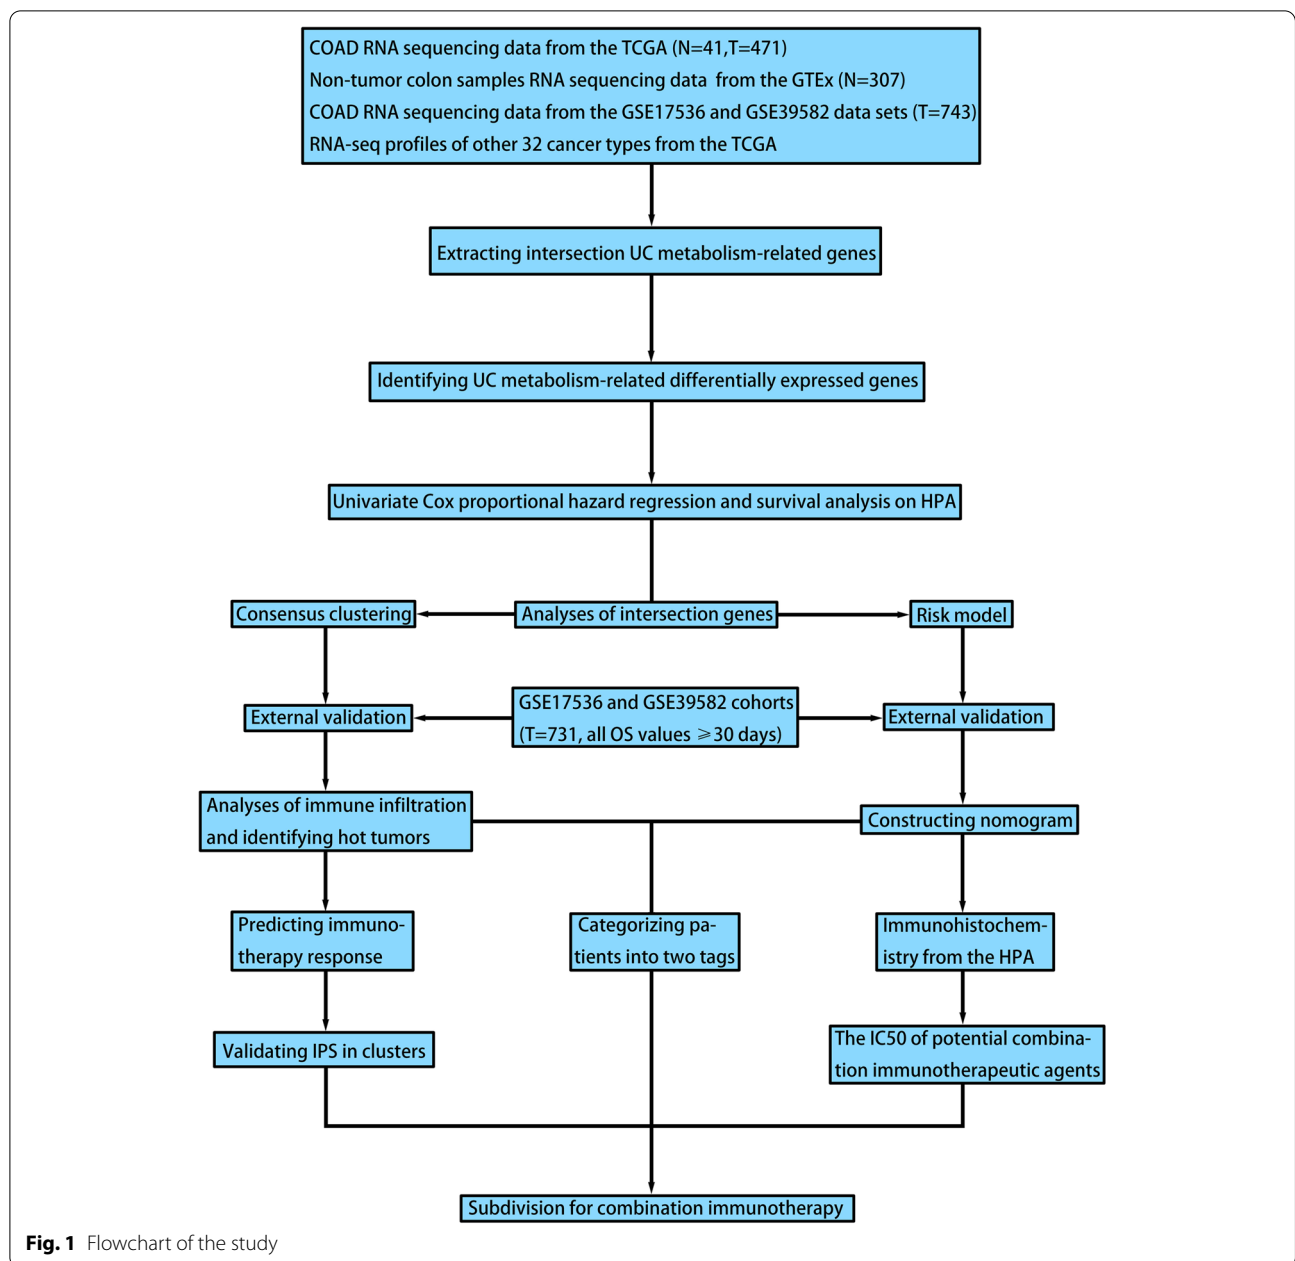 COAD RNA sequencing data from the TCGA (N=41,T=471)
Non-tumor colon samples RNA sequencing data from the GTEx (N=307)
COAD RNA sequencing data from the GSE17536 and GSE39582 data sets (T=743)
RNA-seq profiles of other 32 cancer types from the TCGA
Extracting intersection UC metabolism-related genes
Identifying UC metabolism-related differentially expressed genes
Univariate Cox proportional hazard regression and survival analysis on HPA
Consensus clustering
Analyses of intersection genes
Risk model
External validation
GSE17536 and GSE39582 cohorts
(T=731, all OS values ⩾30 days)
External validation
Analyses of immune infiltration
and identifying hot tumors
Constructing nomogram
Predicting immuno-
therapy response
Categorizing pa-
tients into two tags
Immunohistochem-
istry from the HPA
Validating IPS in clusters
The IC50 of potential combina-
tion immunotherapeutic agents
Subdivision for combination immunotherapy
Fig. 1 Flowchart of the study